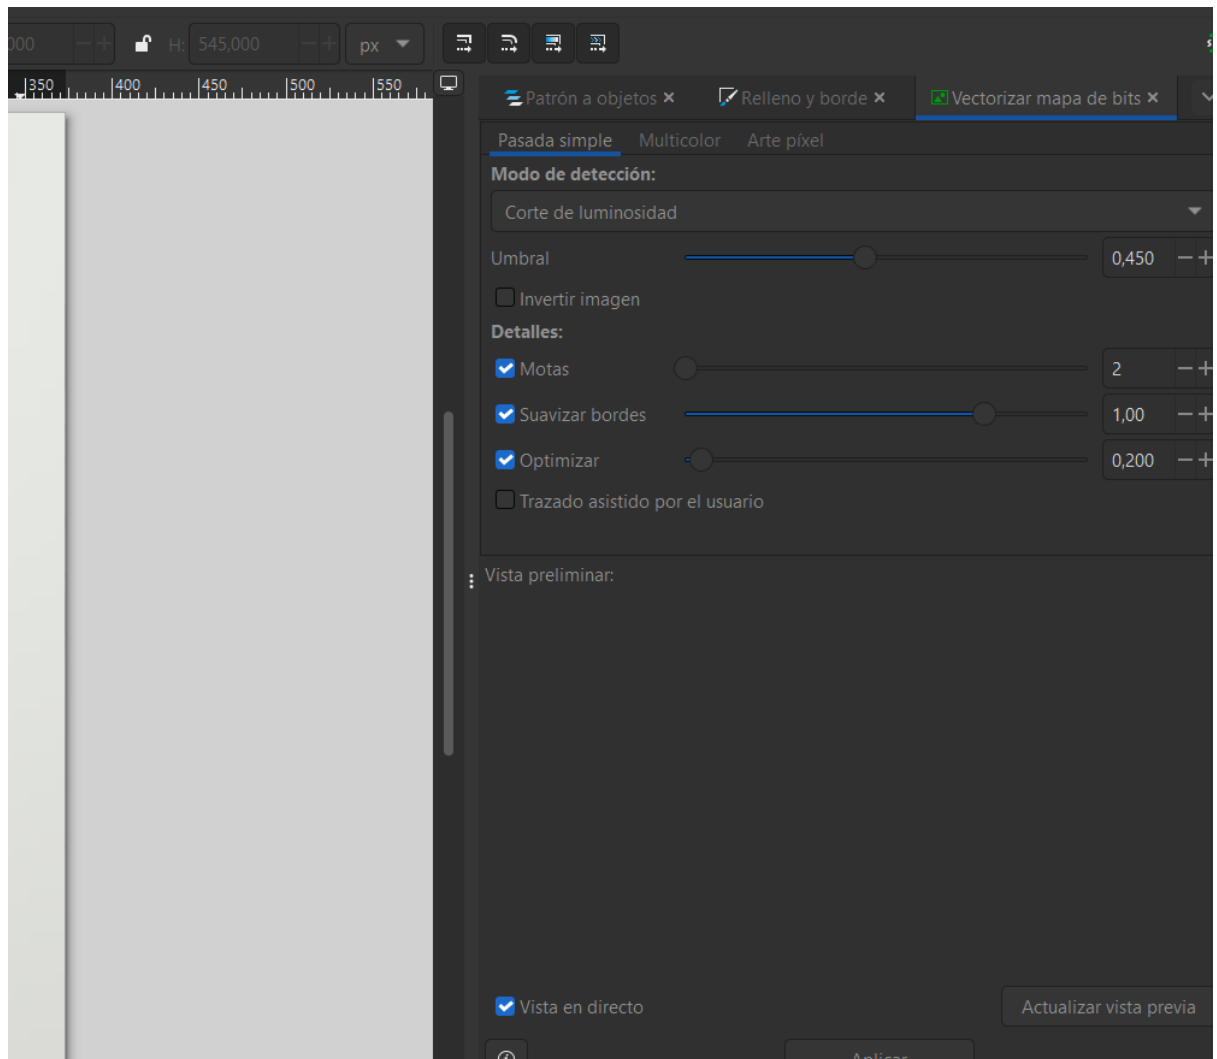 000 H: 545,000 px
350 400 450 500 550
Patrón a objetos Relleno y borde Vectorizar mapa de bits
Pasada simple Multicolor Arte píxel
Modo de detección:
Corte de luminosidad
Umbral 0,450
Invertir imagen
Detalles:
Motas 2
Suavizar bordes 1,00
Optimizar 0,200
Trazado asistido por el usuario
Vista preliminar:
Vista en directo Actualizar vista previa
Aplicar